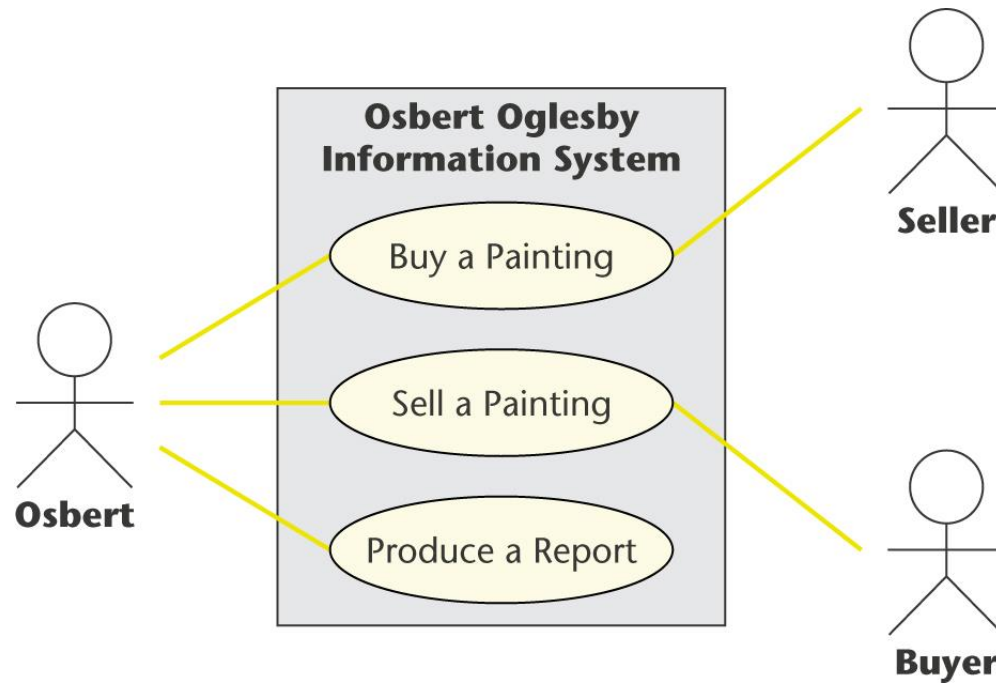 Osbert Oglesby
Information System
Seller
Buy a Painting
Sell a Painting
Osbert
Produce a Report
Buyer